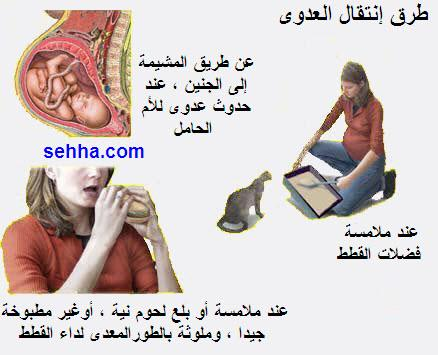 طرق إنتقال العدوى
عن طريق المشيمة
إلى الجنين ، عند
حدوث عدوى للأم
الحامل
sehha.com
عند ملامسة
فضلات القطط
عند ملامسة أو بلع لحوم نية ، أوغير مطبوخة
جيدا ، وملوثة بالطورالمعدى لداء القطط